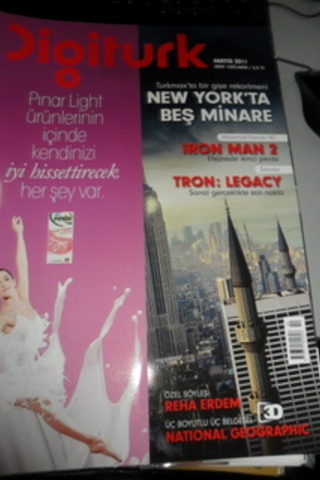 Digiturk
MAYIS 2011
Pınar Light
ürünlerinin
içinde
kendinizi
iyi hissettirecek
her şey var.
Turkmax'ta bir gişe rekortmeni
NEW YORK'TA
BEŞ MİNARE
IRON MAN 2
Efsanede ikinci perde
TRON: LEGACY
Sanal gerçeklikte son nokta
ÖZEL SÖYLEŞİ
REHA ERDEM
3D
ÜÇ BOYUTLU ÜÇ BELGESEL
NATIONAL GEOGRAPHIC